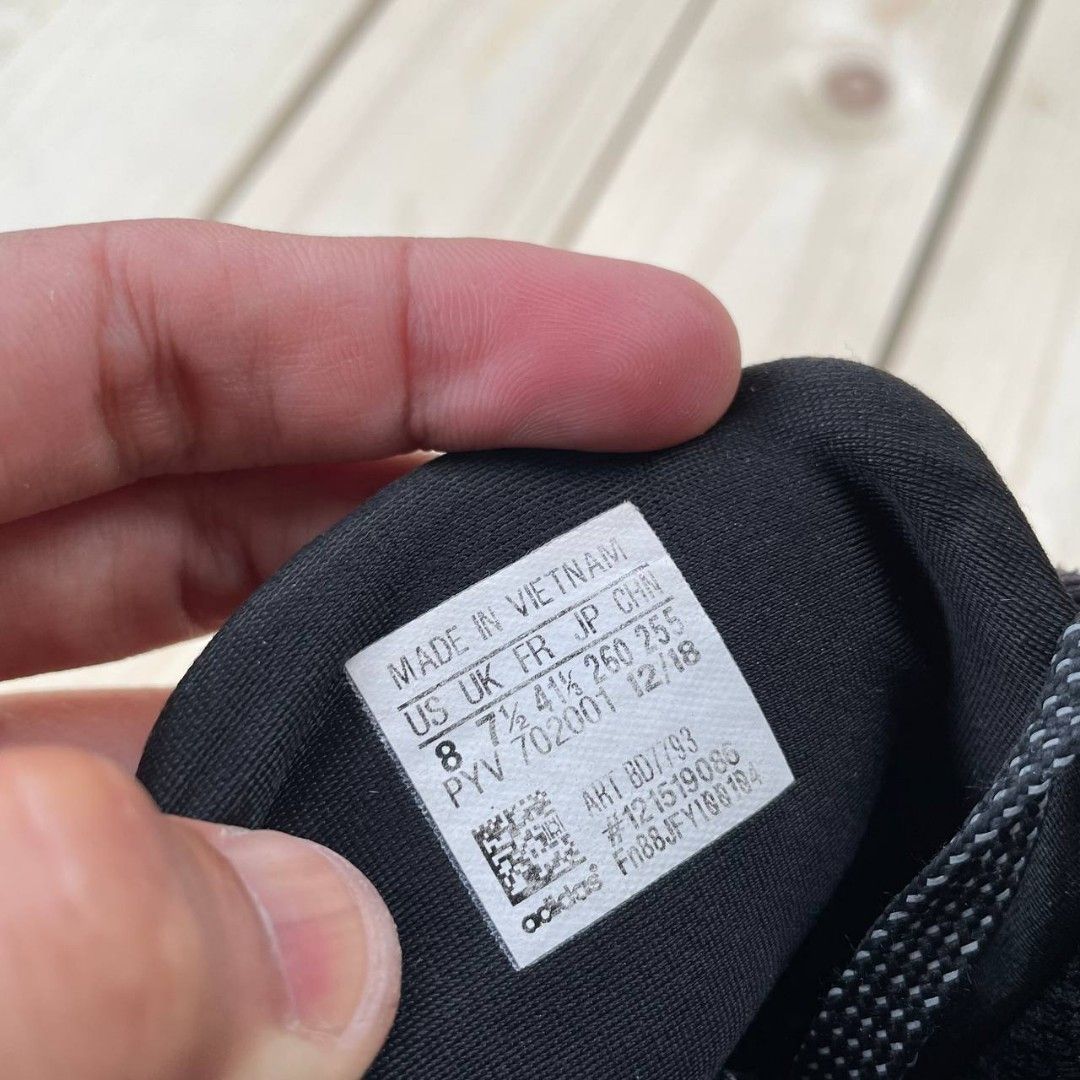 MADE IN VIETNAM
US UK FR JP CHN
8 7½ 41⅓ 260 255
PYV 702001 12/18
ART BD7793
#121519086
Fn88JFY100194
adidas